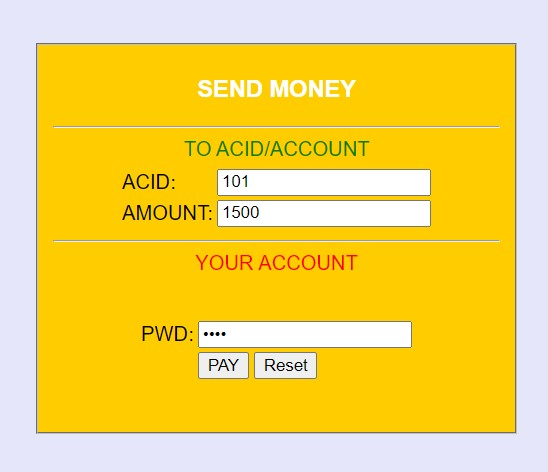 SEND MONEY
TO ACID/ACCOUNT
ACID: 101
AMOUNT: 1500
YOUR ACCOUNT
PWD: ••••
PAY Reset